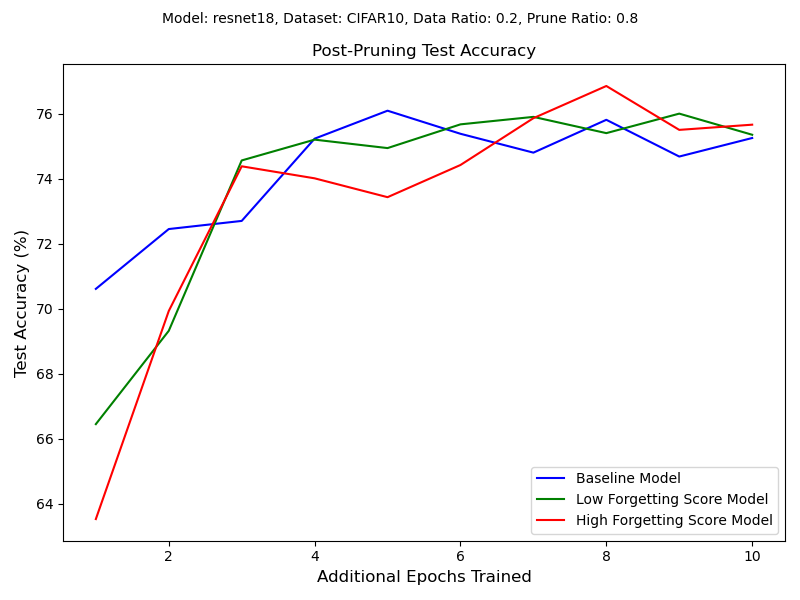 Model: resnet18, Dataset: CIFAR10, Data Ratio: 0.2, Prune Ratio: 0.8
Post-Pruning Test Accuracy
Test Accuracy (%)
76
74
72
70
68
66
64
2
4
6
8
10
Additional Epochs Trained
Baseline Model
Low Forgetting Score Model
High Forgetting Score Model